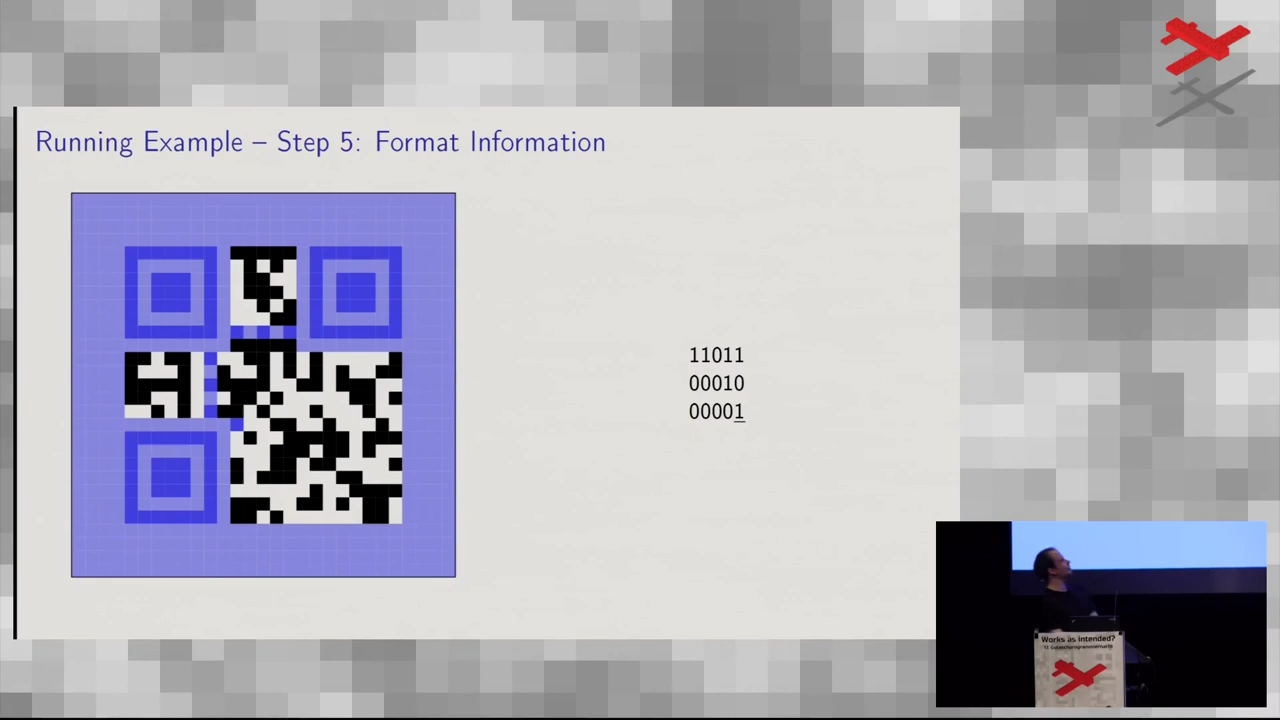 Running Example – Step 5: Format Information
11011
00010
00001
Works as intended?